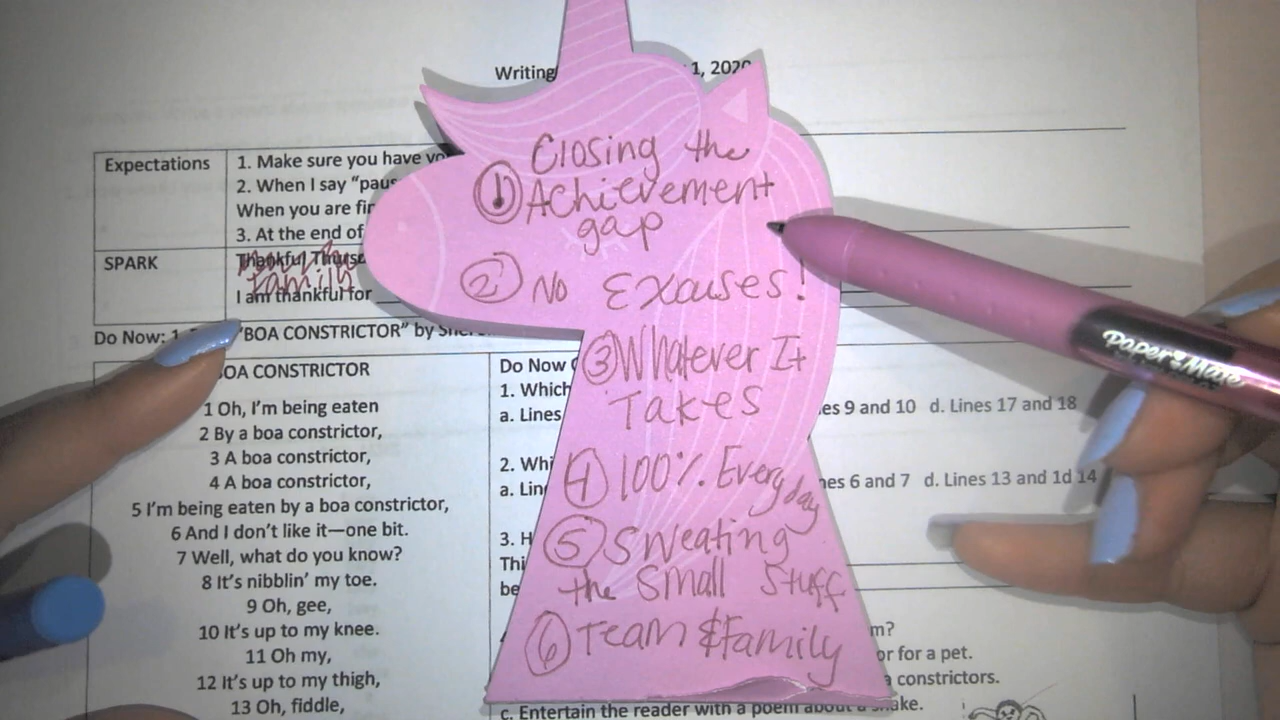 Writing 1, 2020
Expectations
1. Make sure you have
2. When I say "paus
When you are fin
3. At the end of
SPARK
Thankful Thursd
family
I am thankful for
Do Now: 1. "BOA CONSTRICTOR" by
BOA CONSTRICTOR
1 Oh, I'm being eaten
2 By a boa constrictor,
3 A boa constrictor,
4 A boa constrictor,
5 I'm being eaten by a boa constrictor,
6 And I don't like it—one bit.
7 Well, what do you know?
8 It's nibblin' my toe.
9 Oh, gee,
10 It's up to my knee.
11 Oh my,
12 It's up to my thigh,
13 Oh, fiddle,
Do Now
1. Which
a. Lines es 9 and 10 d. Lines 17 and 18
2. Whi
a. Lin nes 6 and 7 d. Lines 13 and 1d 14
3. H
Thi
be
m?
or for a pet.
a constrictors.
c. Entertain the reader with a poem about a snake.
① Closing the
Achievement
gap
② No Excuses!
③ Whatever It
Takes
④ 100% Everyday
⑤ Sweating
the Small Stuff
⑥ Team & Family
Paper Mate